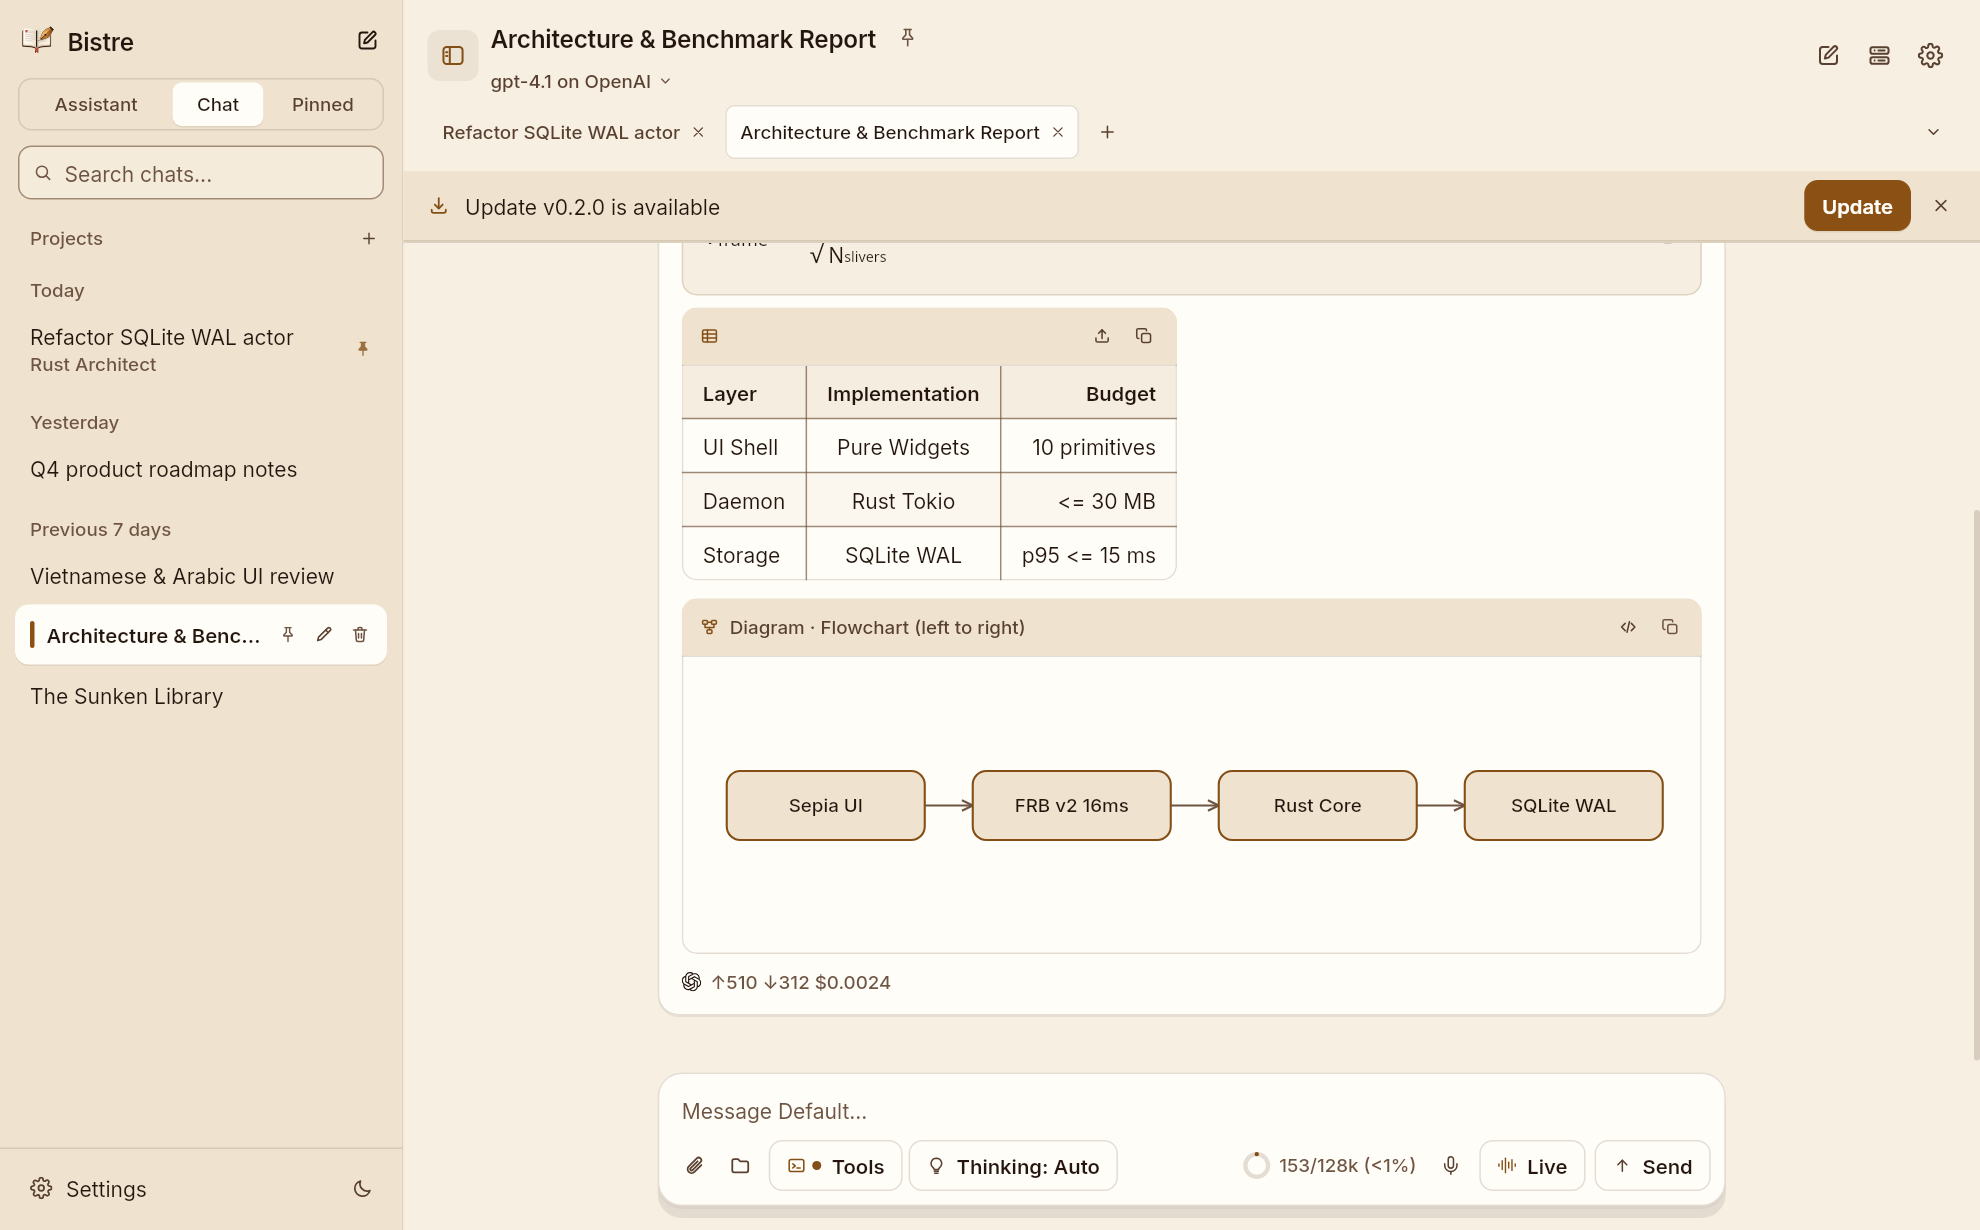 Bistre
Assistant
Chat
Pinned
Search chats...
Projects
Today
Refactor SQLite WAL actor
Rust Architect
Yesterday
Q4 product roadmap notes
Previous 7 days
Vietnamese & Arabic UI review
Architecture & Benc...
The Sunken Library
Settings
Architecture & Benchmark Report
gpt-4.1 on OpenAI
Refactor SQLite WAL actor
Architecture & Benchmark Report
Update v0.2.0 is available
Update
√ Nslivers
Layer Implementation Budget
UI Shell Pure Widgets 10 primitives
Daemon Rust Tokio <= 30 MB
Storage SQLite WAL p95 <= 15 ms
Diagram · Flowchart (left to right)
Sepia UI
FRB v2 16ms
Rust Core
SQLite WAL
↑510 ↓312 $0.0024
Message Default...
Tools
Thinking: Auto
153/128k (<1%)
Live
Send